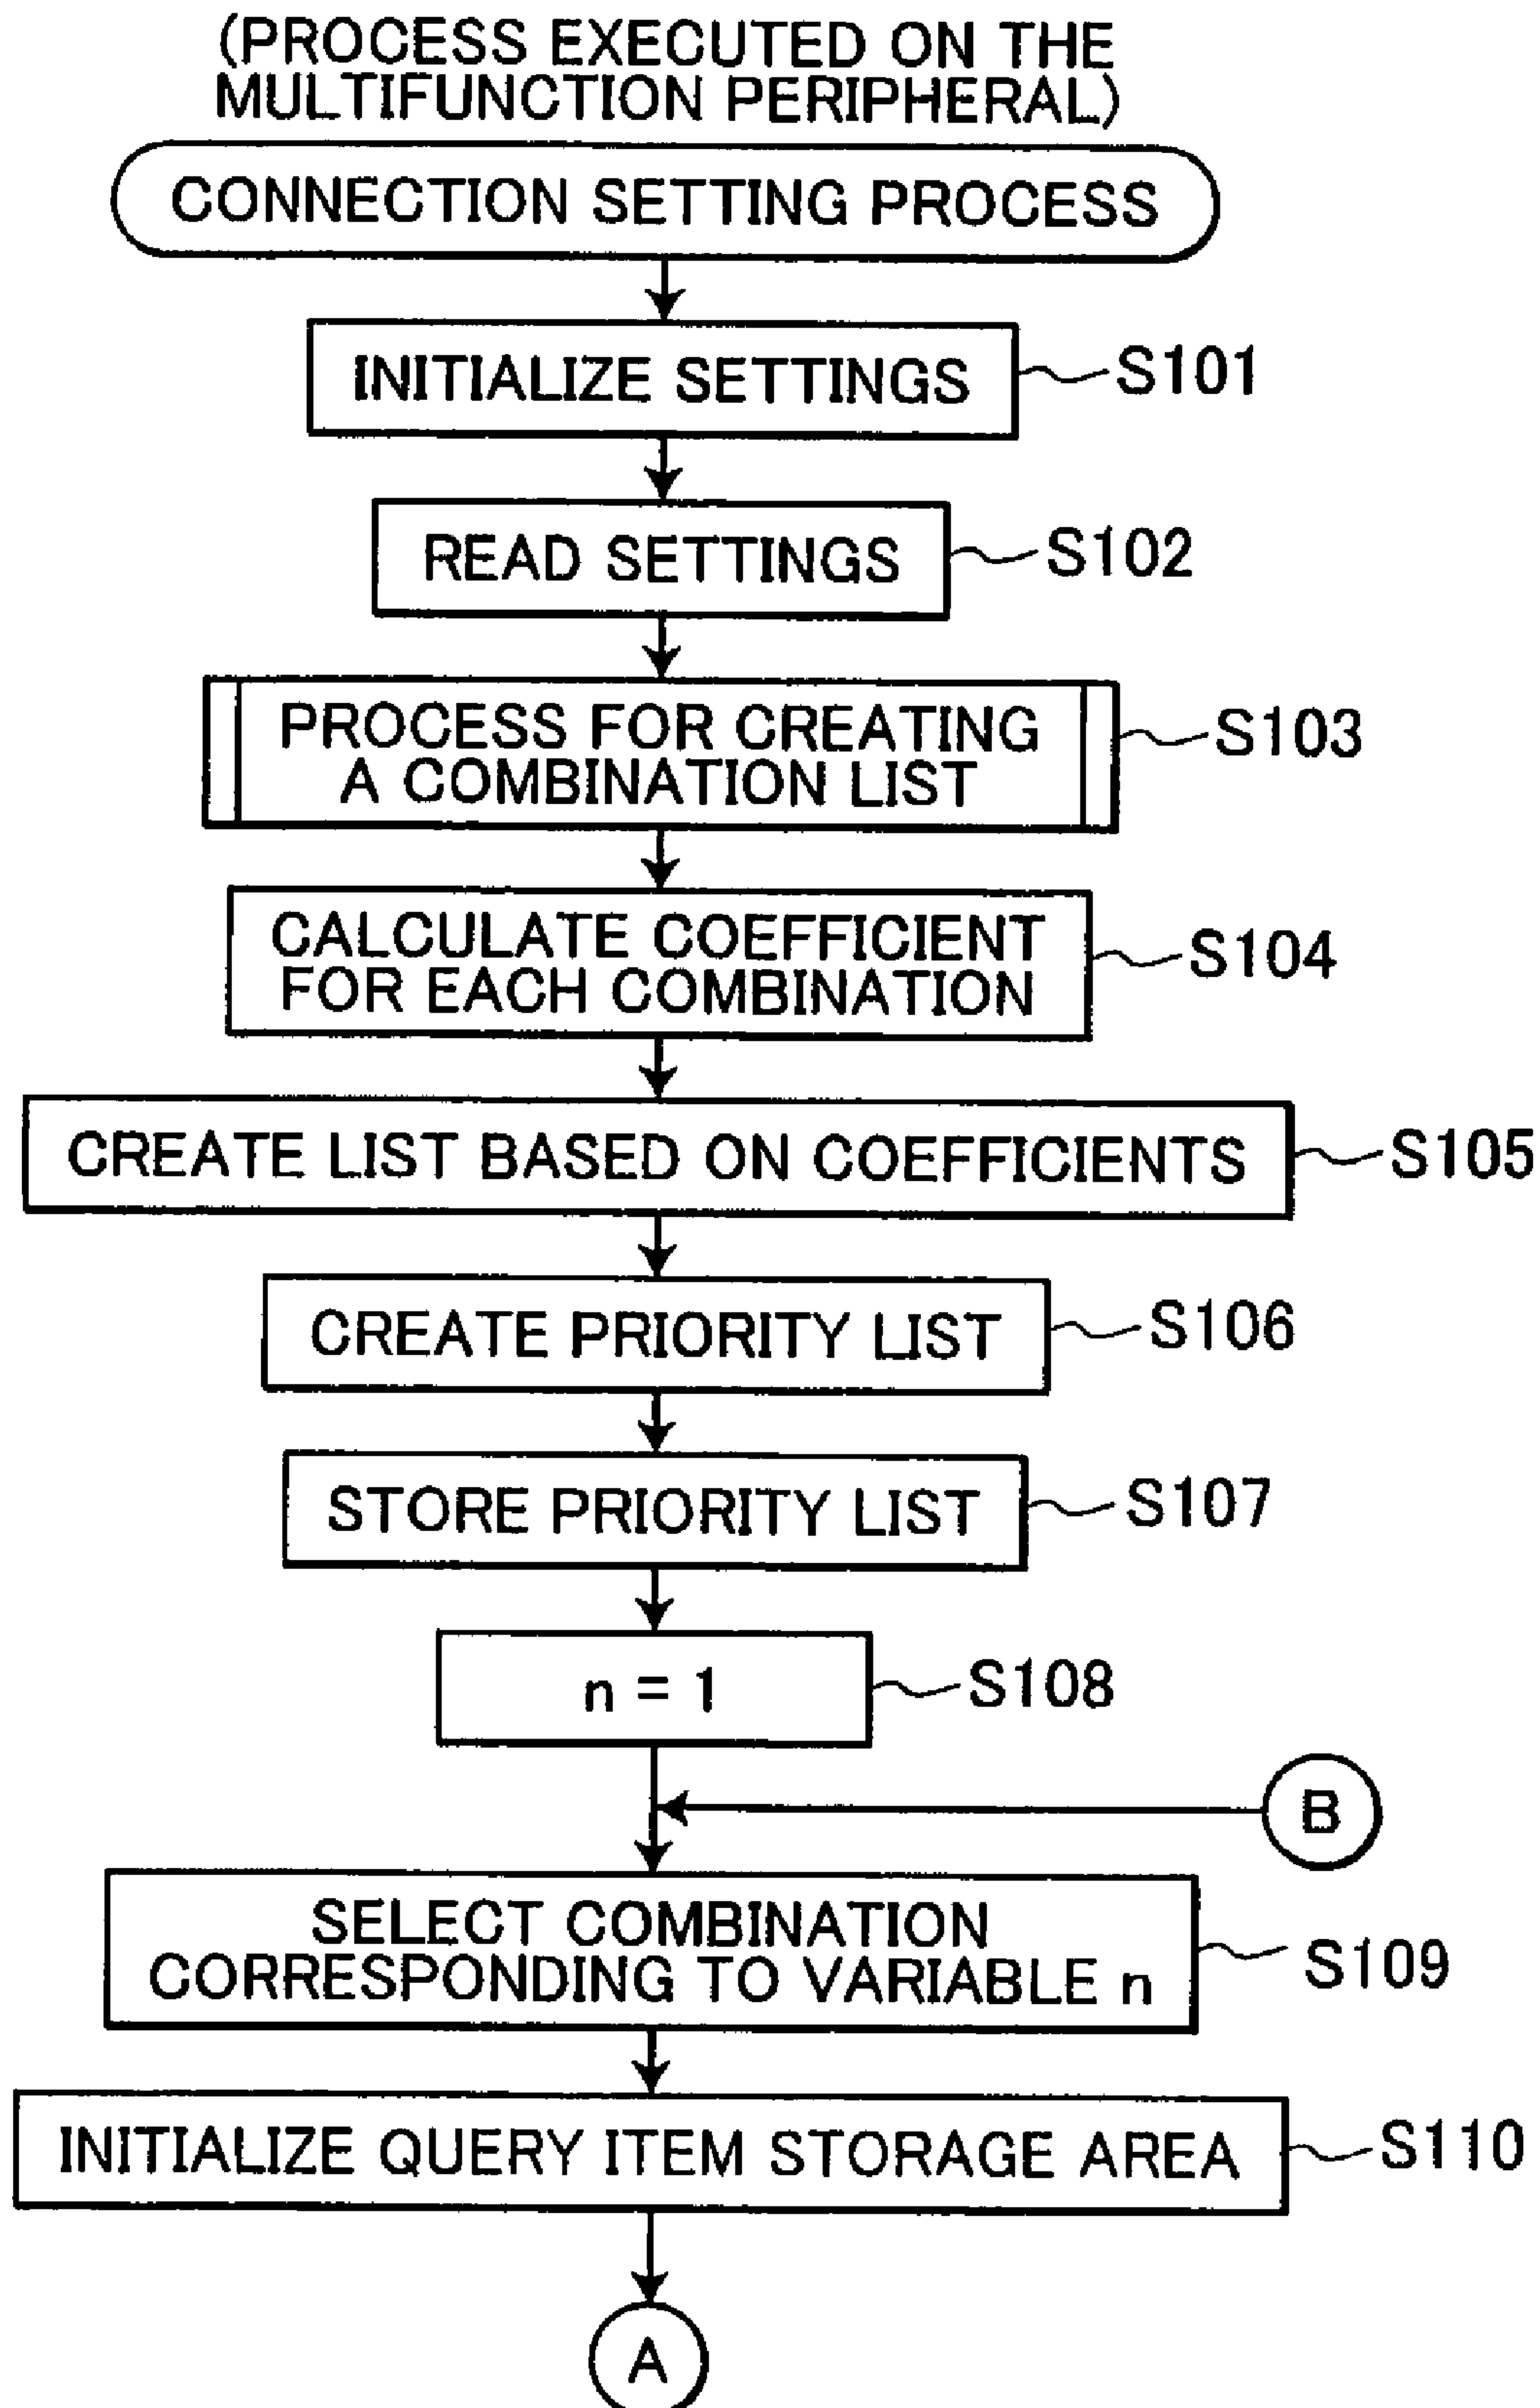 (PROCESS EXECUTED ON THE
MULTIFUNCTION PERIPHERAL)
CONNECTION SETTING PROCESS
INITIALIZE SETTINGS
S101
READ SETTINGS
S102
PROCESS FOR CREATING
A COMBINATION LIST
S103
CALCULATE COEFFICIENT
FOR EACH COMBINATION
S104
CREATE LIST BASED ON COEFFICIENTS
S105
CREATE PRIORITY LIST
S106
STORE PRIORITY LIST
S107
n = 1
S108
B
SELECT COMBINATION
CORRESPONDING TO VARIABLE n
S109
INITIALIZE QUERY ITEM STORAGE AREA
S110
A